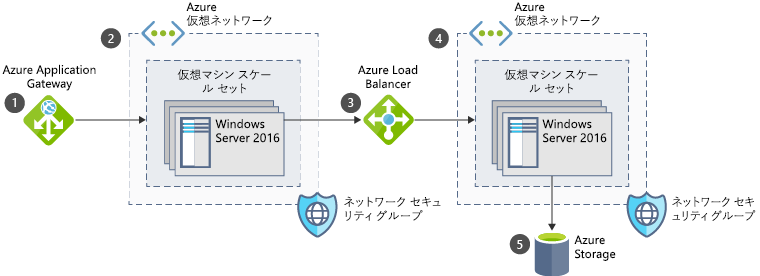 Azure Application
Gateway
1
2
Azure
仮想ネットワーク
仮想マシン スケー
ル セット
Windows
Server 2016
ネットワーク セキュ
リティ グループ
3
Azure Load
Balancer
4
Azure
仮想ネットワーク
仮想マシン スケー
ル セット
Windows
Server 2016
ネットワーク セキ
ュリティ グループ
5
Azure
Storage